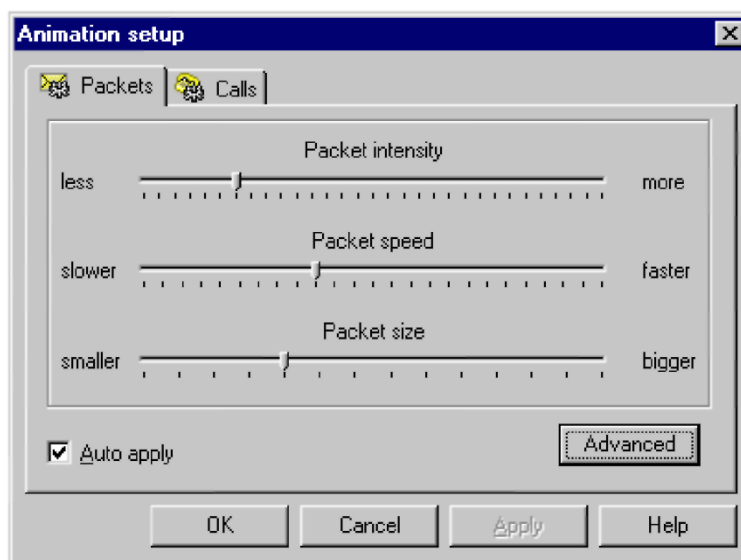 Animation setup
Packets Calls
Packet intensity
less more
Packet speed
slower faster
Packet size
smaller bigger
Auto apply Advanced
OK Cancel Apply Help